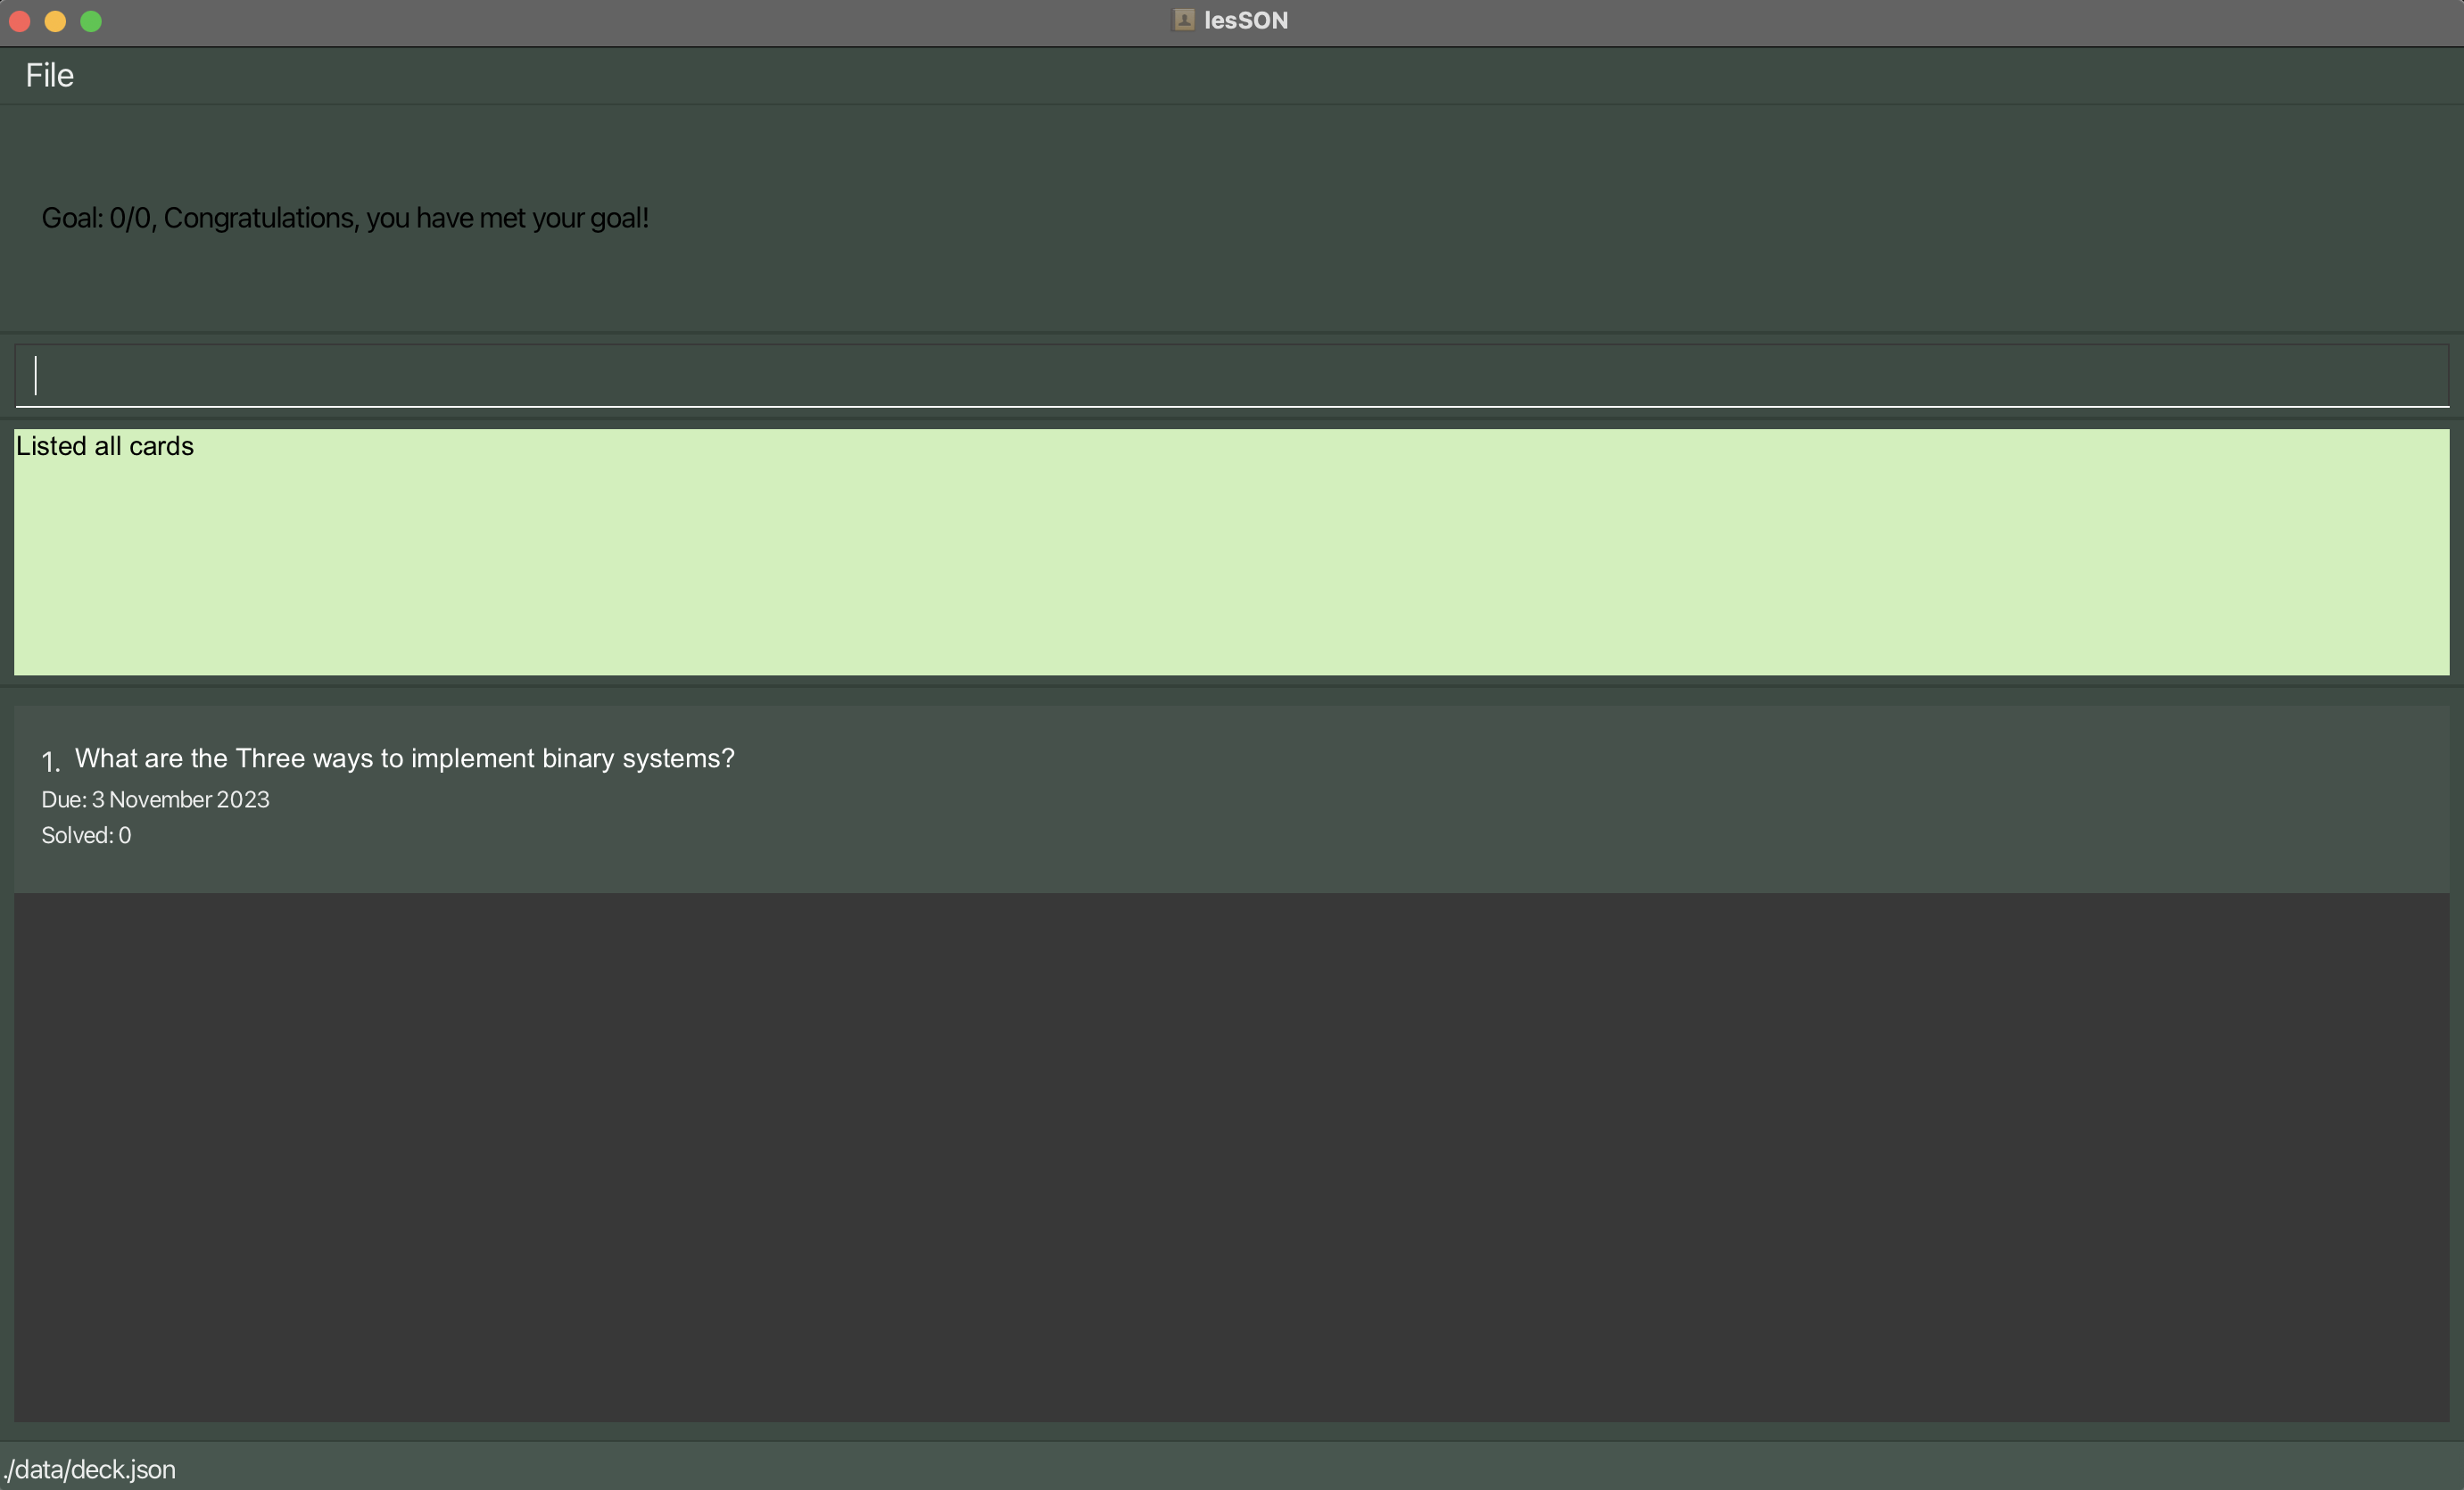 lesSON
File
Goal: 0/0, Congratulations, you have met your goal!
Listed all cards
1. What are the Three ways to implement binary systems?
Due: 3 November 2023
Solved: 0
./data/deck.json